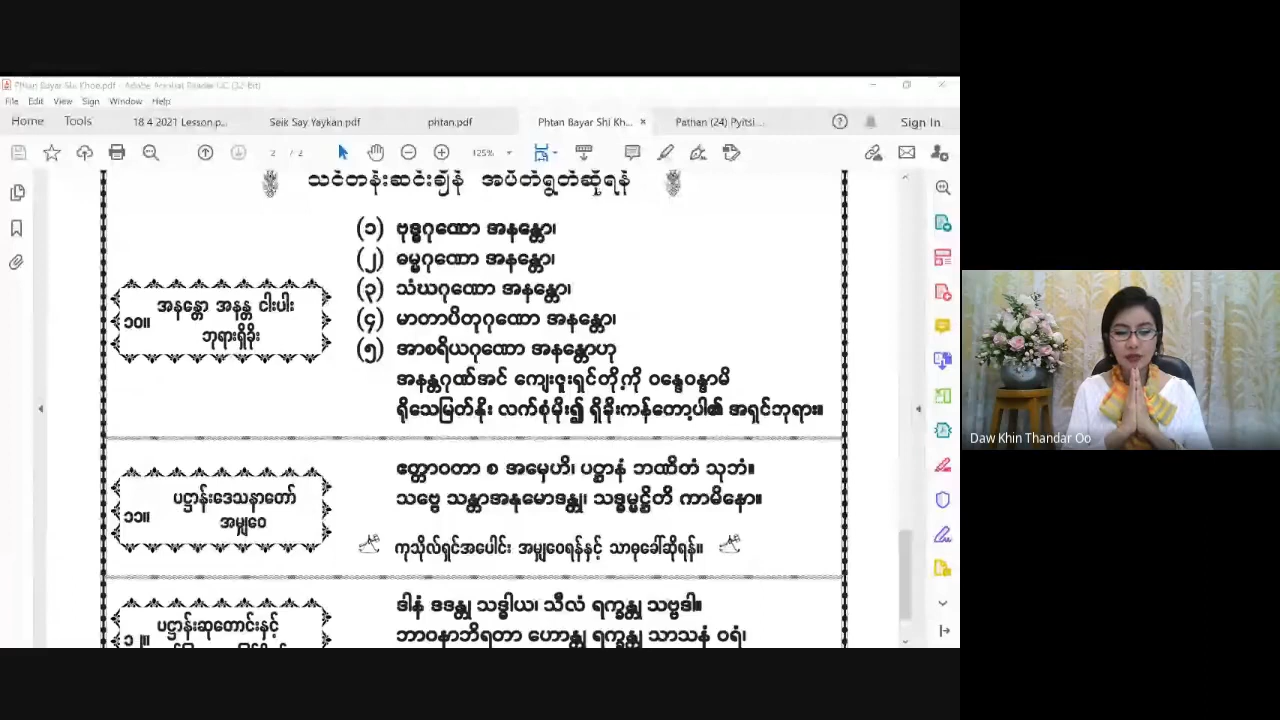 Phtan Bayar Shi Khoe.pdf - Adobe Acrobat Reader DC (32-bit)
File Edit View Sign Window Help
Home Tools 18 4 2021 Lesson.p... Seik Say Yaykan.pdf phtan.pdf Phtan Bayar Shi Kh... × Pathan (24) Pyitsi... Sign In
2 / 2 125%
သင်တန်းဆင်းချိန် အပ်တ်ရွတ်ဆိုရန်
၁၀။ အနန္တော အနန္တ ငါးပါး
ဘုရားရှိခိုး
(၁) ဗုဒ္ဓဂုဏော အနန္တော၊
(၂) ဓမ္မဂုဏော အနန္တော၊
(၃) သံဃဂုဏော အနန္တော၊
(၄) မာတာပိတုဂုဏော အနန္တော၊
(၅) အာစရိယဂုဏော အနန္တောဟု
အနန္တဂုဏ်အင် ကျေးဇူးရှင်တို့ကို ဝန္ဒေဝန္ဒာမိ
ရိုသေမြတ်နိုး လက်စုံမိုး၍ ရှိခိုးကန်တော့ပါ၏ အရှင်ဘုရား။
၁၁။ ပဋ္ဌာန်းဒေသနာတော်
အမျှဝေ
ဧတ္တာဝတာ စ အမှေဟိ၊ ပဋ္ဌာနံ ဘဏိတံ သုဘံ။
သဗ္ဗေ သတ္တာအနုမောဒန္တု၊ သဒ္ဓမ္မဋ္ဌိတိ ကာမိနော။
ကုသိုလ်ရှင်အပေါင်း အမျှဝေရန်နှင့် သာဓုခေါ်ဆိုရန်။
၁၂။ ပဋ္ဌာန်းဆုတောင်းနှင့်
ဒါနံ ဒဒန္တု သဒ္ဓါယ၊ သီလံ ရက္ခန္တု သဗ္ဗဒါ။
ဘာဝနာဘိရတာ ဟောန္တု ရက္ခန္တု သာသနံ ဝရံ၊
Daw Khin Thandar Oo